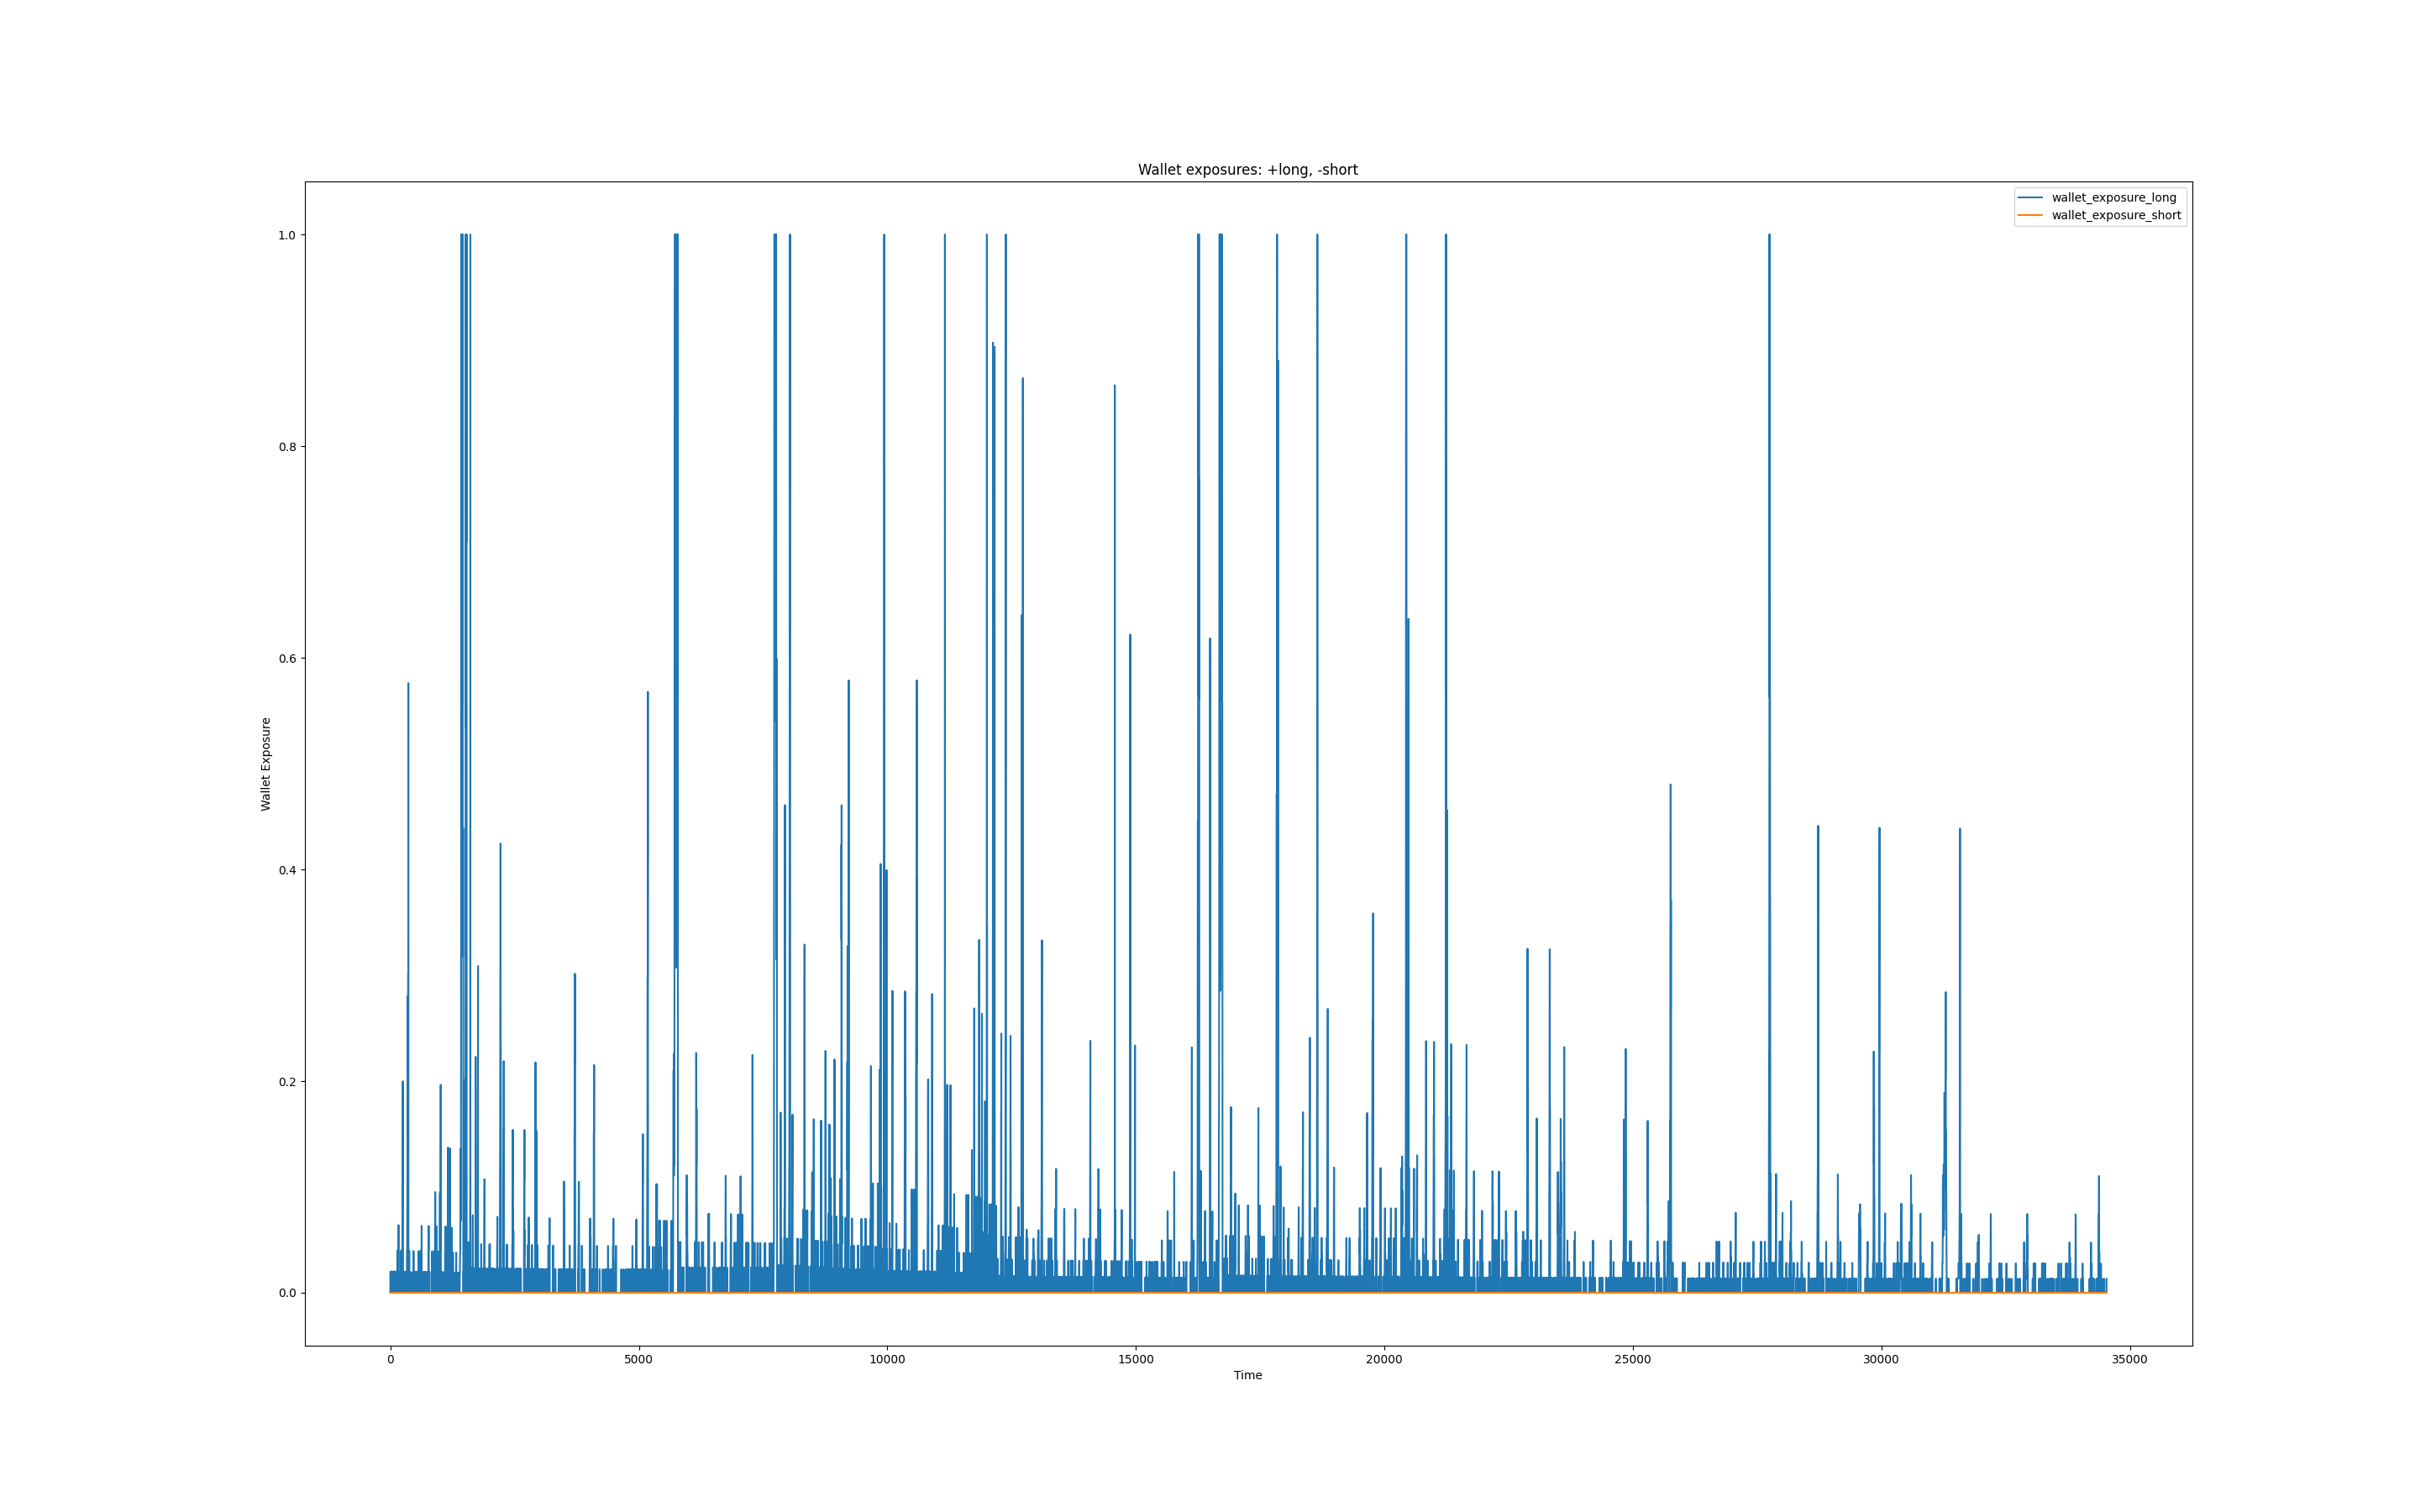 Wallet exposures: +long, -short
wallet_exposure_long
wallet_exposure_short
1.0
0.8
0.6
0.4
0.2
0.0
Wallet Exposure
0 5000 10000 15000 20000 25000 30000 35000
Time